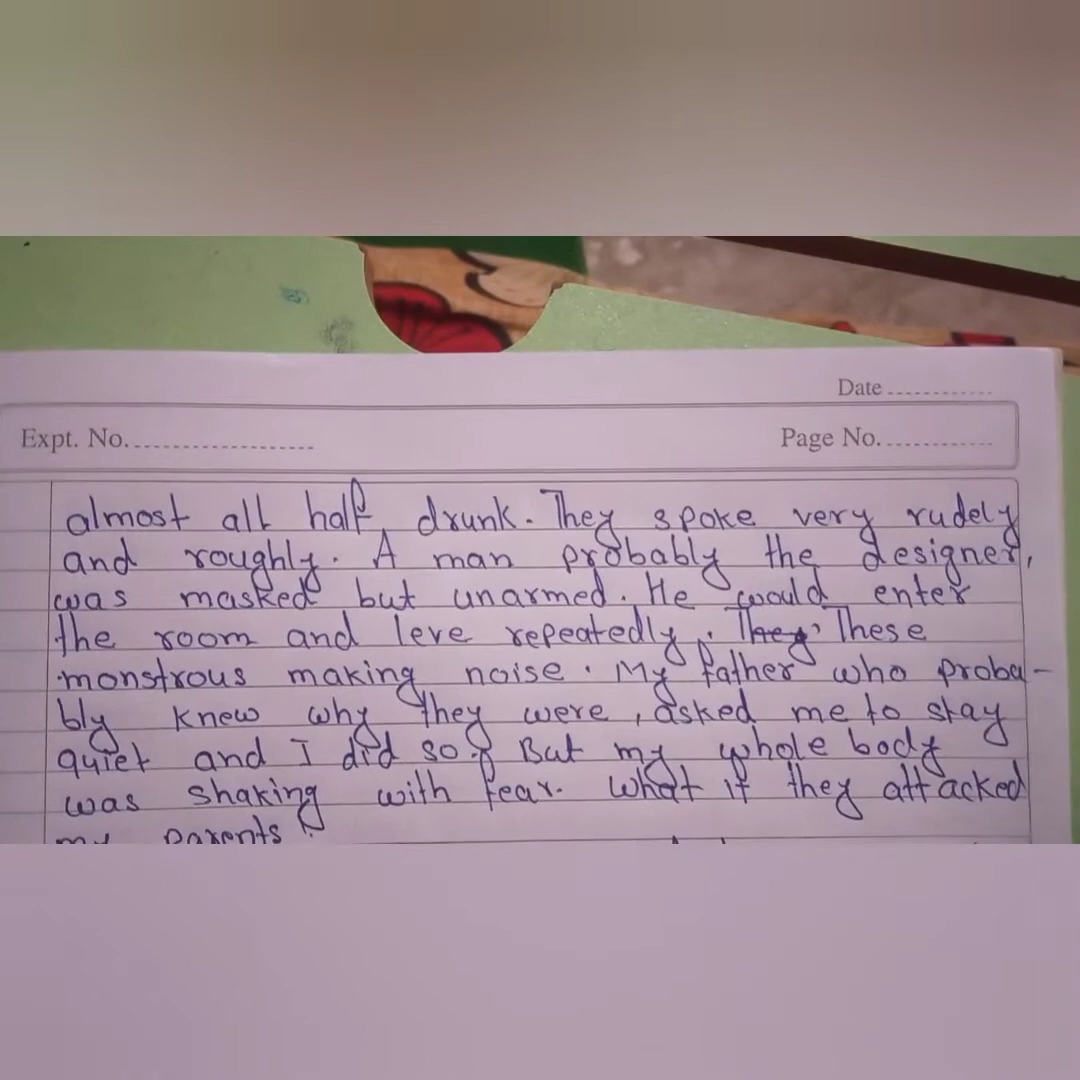 Date ............
Expt. No. ........................ Page No. ..............
almost all half drunk. They spoke very rudely
and roughly. A man probably the designer,
was masked but unarmed. He would enter
the room and leve repeatedly. They These
monstrous making noise. My father who proba-
bly knew why they were, asked me to stay
quiet and I did so. But my whole body
was shaking with fear. What if they attacked
my parents?